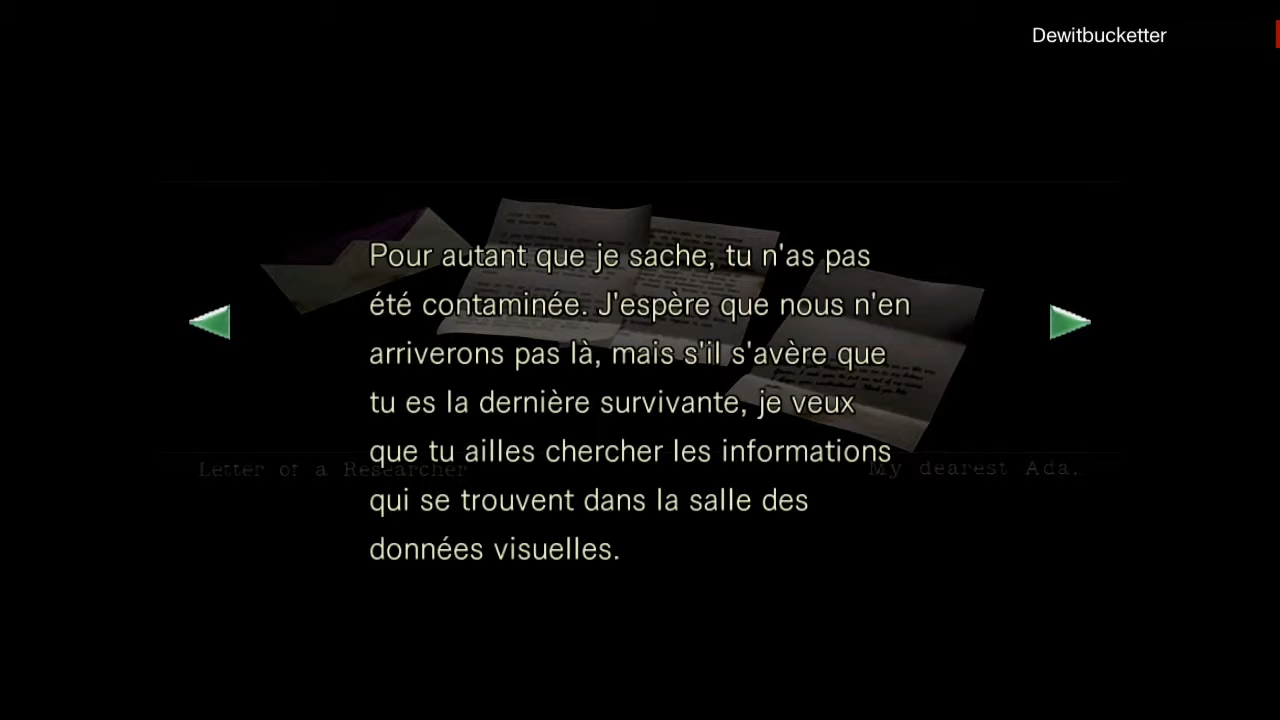 Dewitbucketter
Pour autant que je sache, tu n'as pas
été contaminée. J'espère que nous n'en
arriverons pas là, mais s'il s'avère que
tu es la dernière survivante, je veux
que tu ailles chercher les informations
qui se trouvent dans la salle des
données visuelles.
Letter of a Researcher
My dearest Ada.